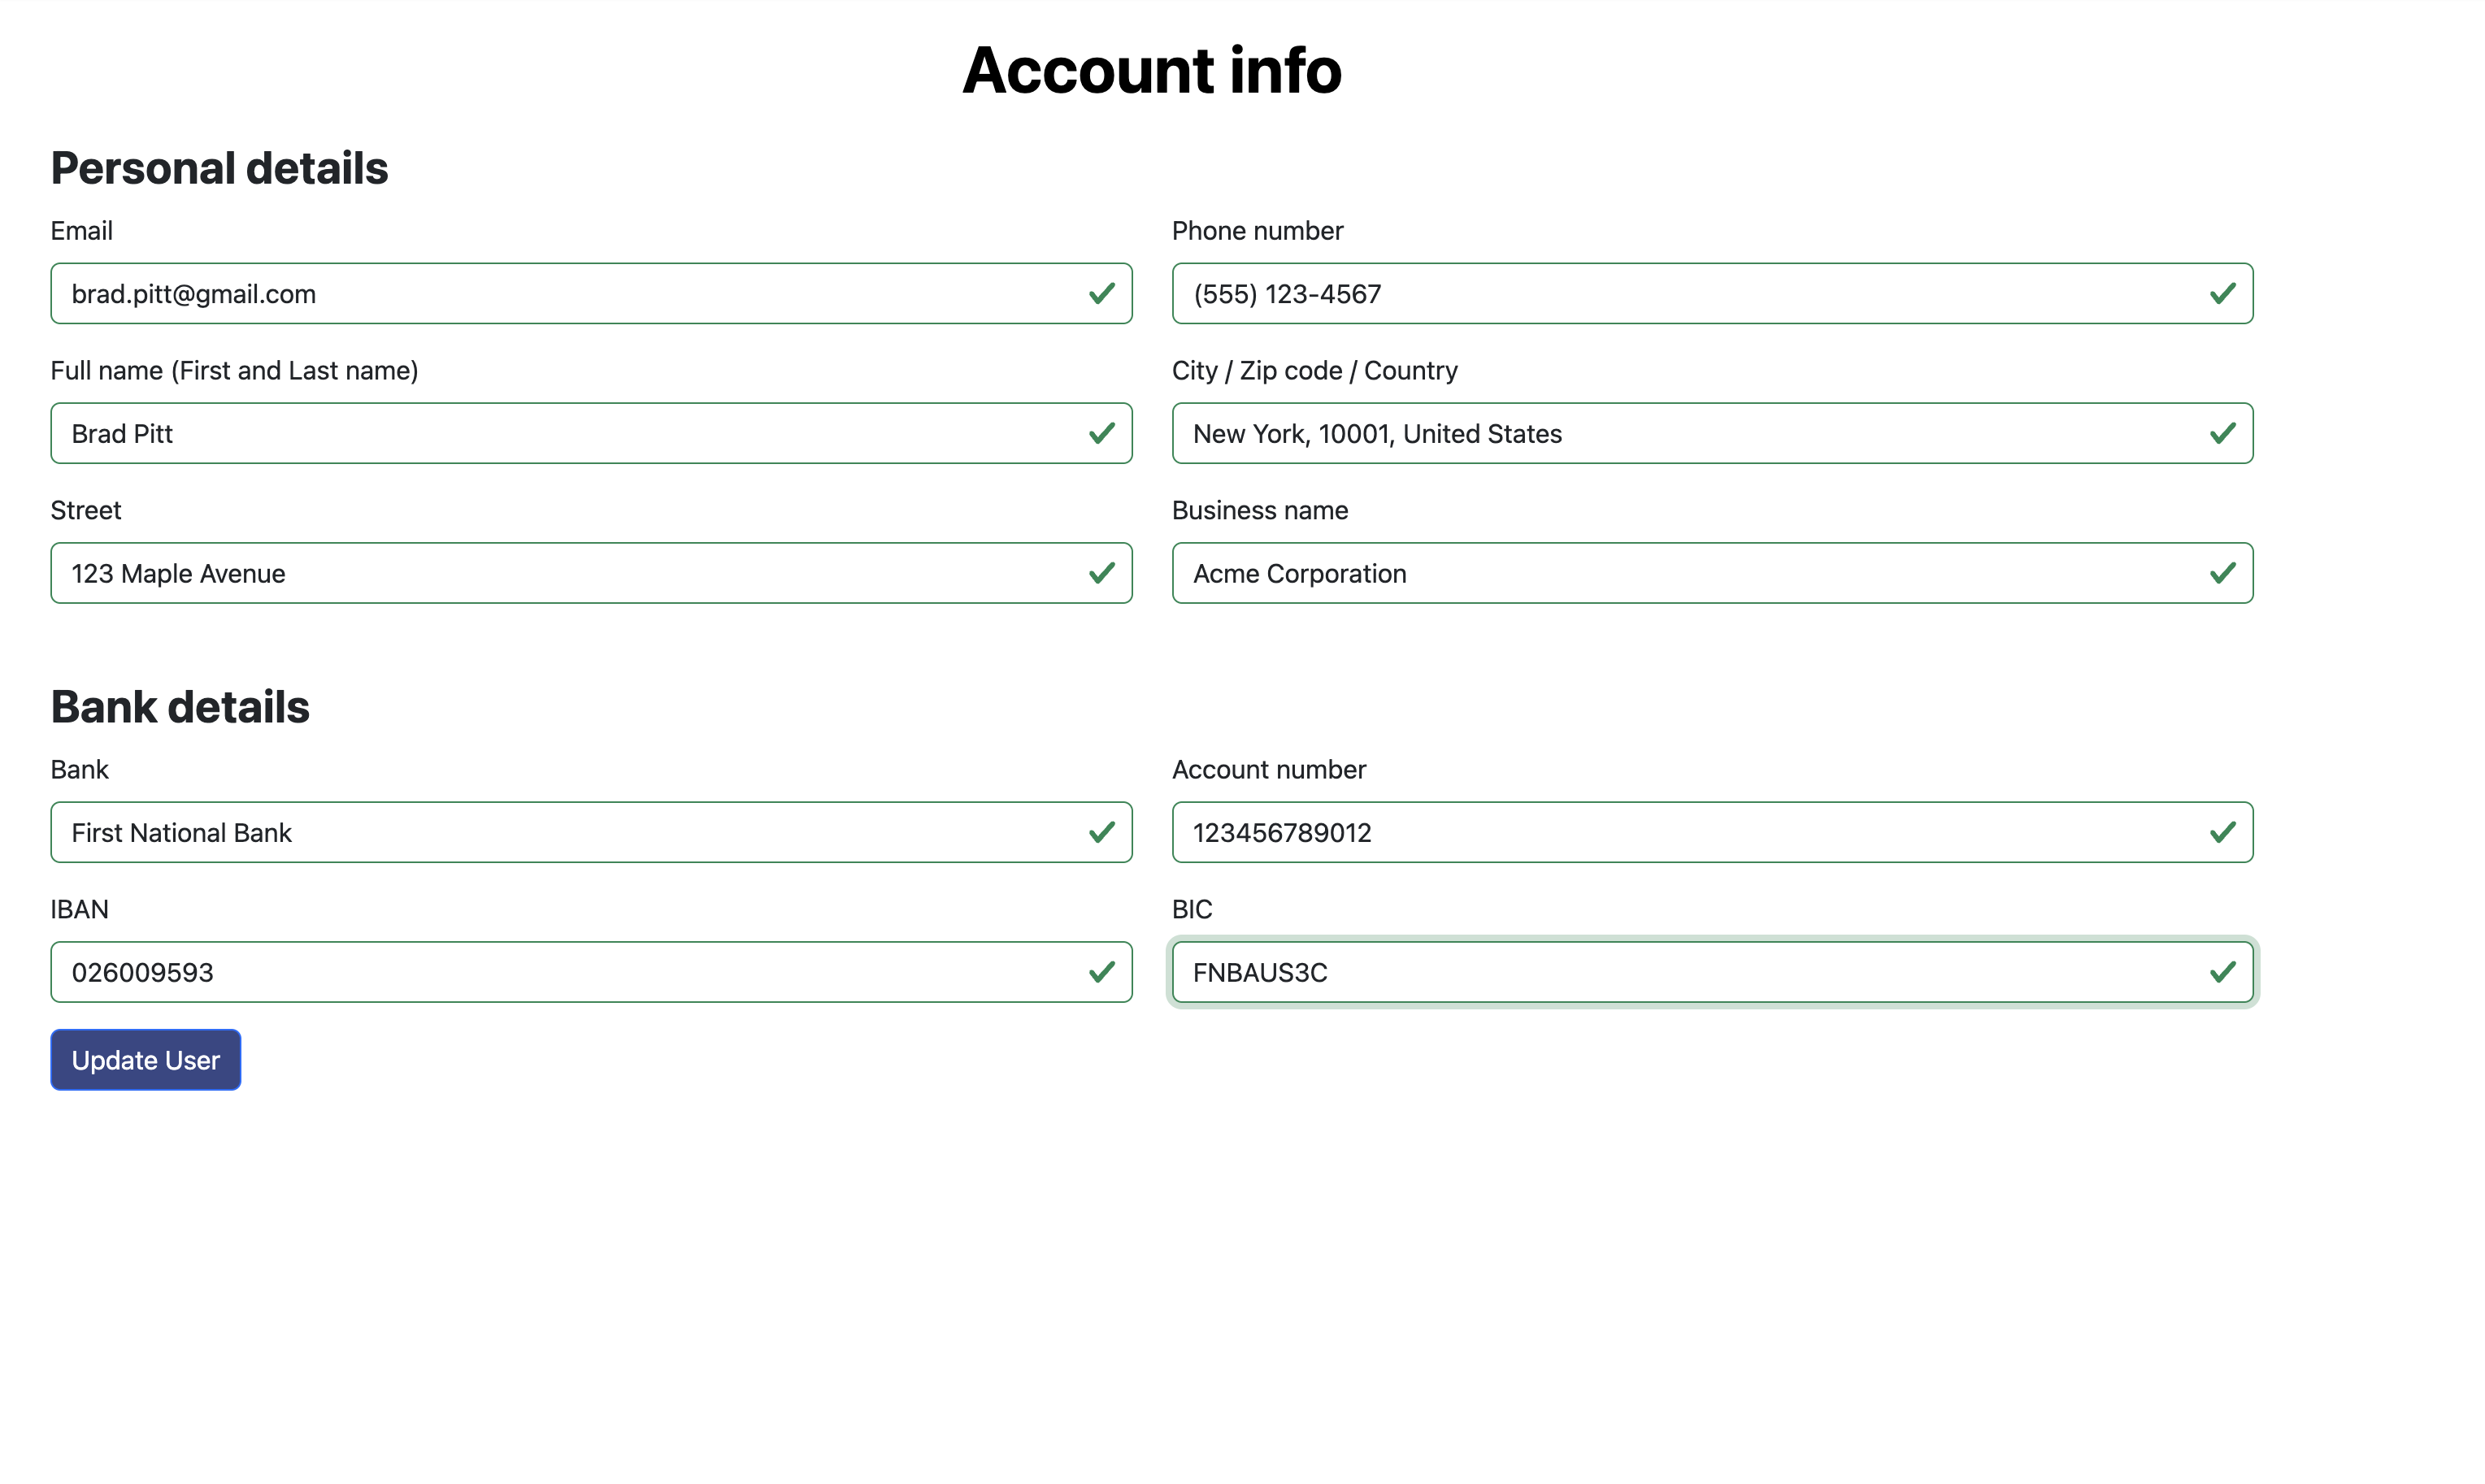 Account info
Personal details
Email
Phone number
brad.pitt@gmail.com
(555) 123-4567
Full name (First and Last name)
City / Zip code / Country
Brad Pitt
New York, 10001, United States
Street
Business name
123 Maple Avenue
Acme Corporation
Bank details
Bank
Account number
First National Bank
123456789012
IBAN
BIC
026009593
FNBAUS3C
Update User